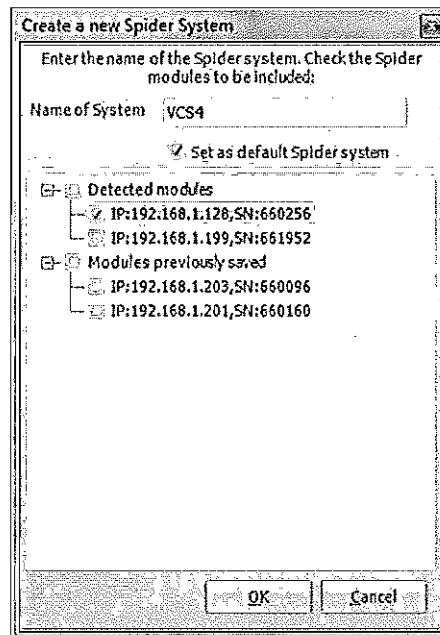 Create a new Spider System
Enter the name of the Spider system. Check the Spider
modules to be included:
Name of System VCS4
Set as default Spider system
Detected modules
IP:192.168.1.128,SN:660256
IP:192.168.1.199,SN:661952
Modules previously saved
IP:192.168.1.203,SN:660096
IP:192.168.1.201,SN:660160
OK Cancel